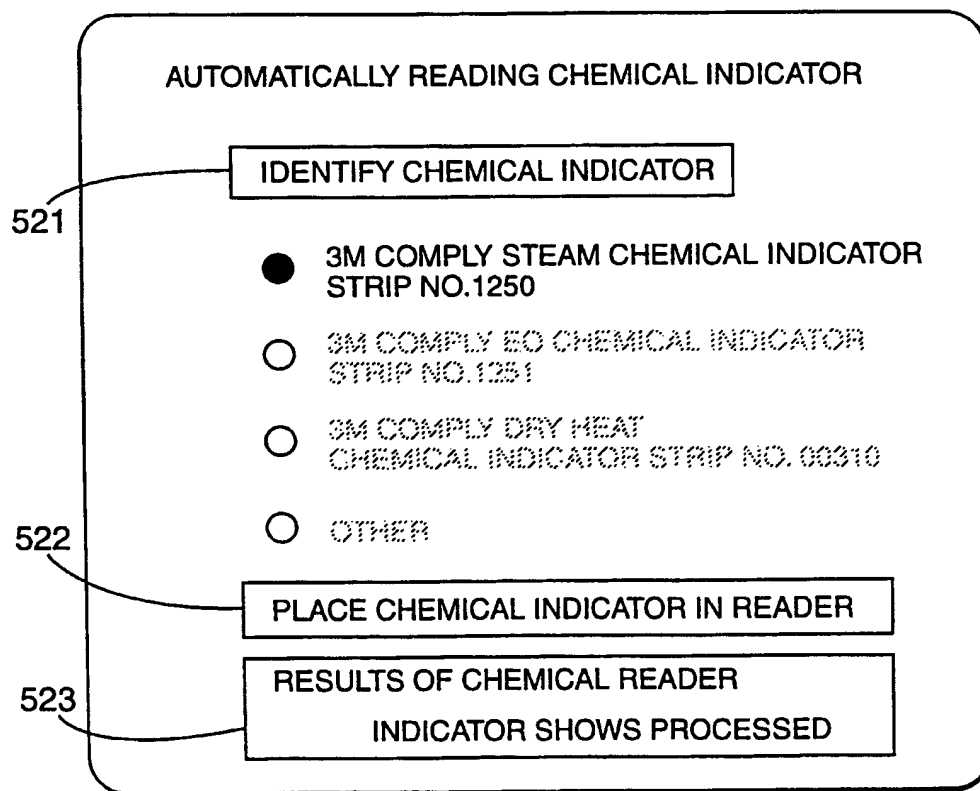 AUTOMATICALLY READING CHEMICAL INDICATOR
IDENTIFY CHEMICAL INDICATOR
521
3M COMPLY STEAM CHEMICAL INDICATOR
STRIP NO.1250
3M COMPLY EO CHEMICAL INDICATOR
STRIP NO.1251
3M COMPLY DRY HEAT
CHEMICAL INDICATOR STRIP NO. 00310
OTHER
522
PLACE CHEMICAL INDICATOR IN READER
RESULTS OF CHEMICAL READER
523
INDICATOR SHOWS PROCESSED